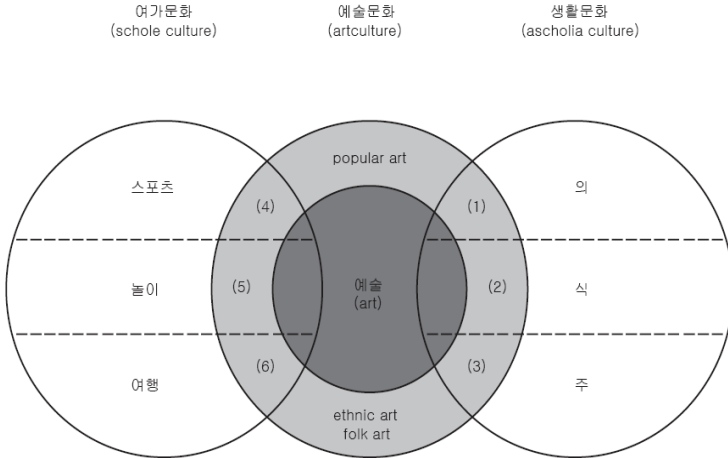 여가문화
(schole culture)
예술문화
(artculture)
생활문화
(ascholia culture)
popular art
스포츠
(4)
(1)
의
놀이
(5)
예술
(art)
(2)
식
여행
(6)
(3)
주
ethnic art
folk art